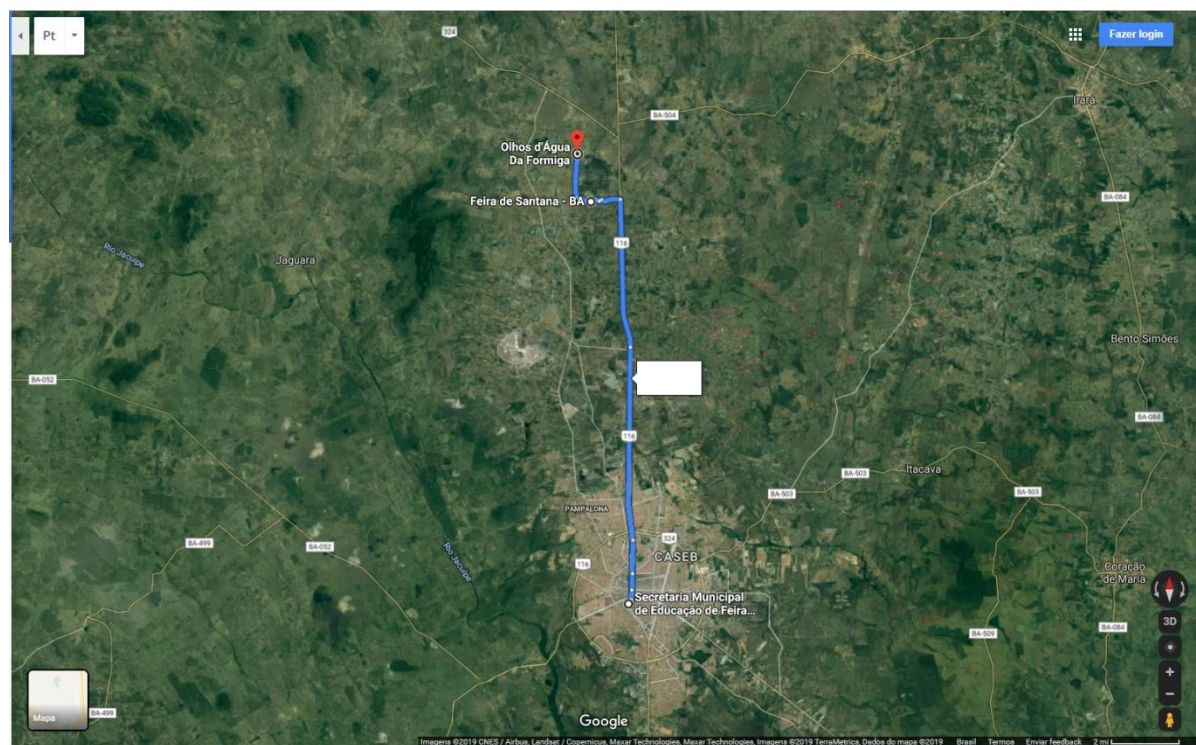 Pt
Fazer login
324
Irará
BA-504
Olhos d'Água
Da Formiga
BA-084
Feira de Santana - BA
116
Rio Jacuípe
Jaguara
Bento Simões
BA-052
BA-084
116
Itacava
BA-503
BA-503
BA-503
PAMPALONA
324
BA-499
BA-052
CASEB
116
Rio Jacuípe
Coração
de Maria
Secretaria Municipal
de Educação de Feira...
3D
BA-084
BA-509
Mapa
BA-499
Google
Imagens ©2019 CNES / Airbus, Landsat / Copernicus, Maxar Technologies, Maxar Technologies, Imagens ©2019 TerraMetrics, Dados do mapa ©2019 Brasil Termos Enviar feedback 2 mi